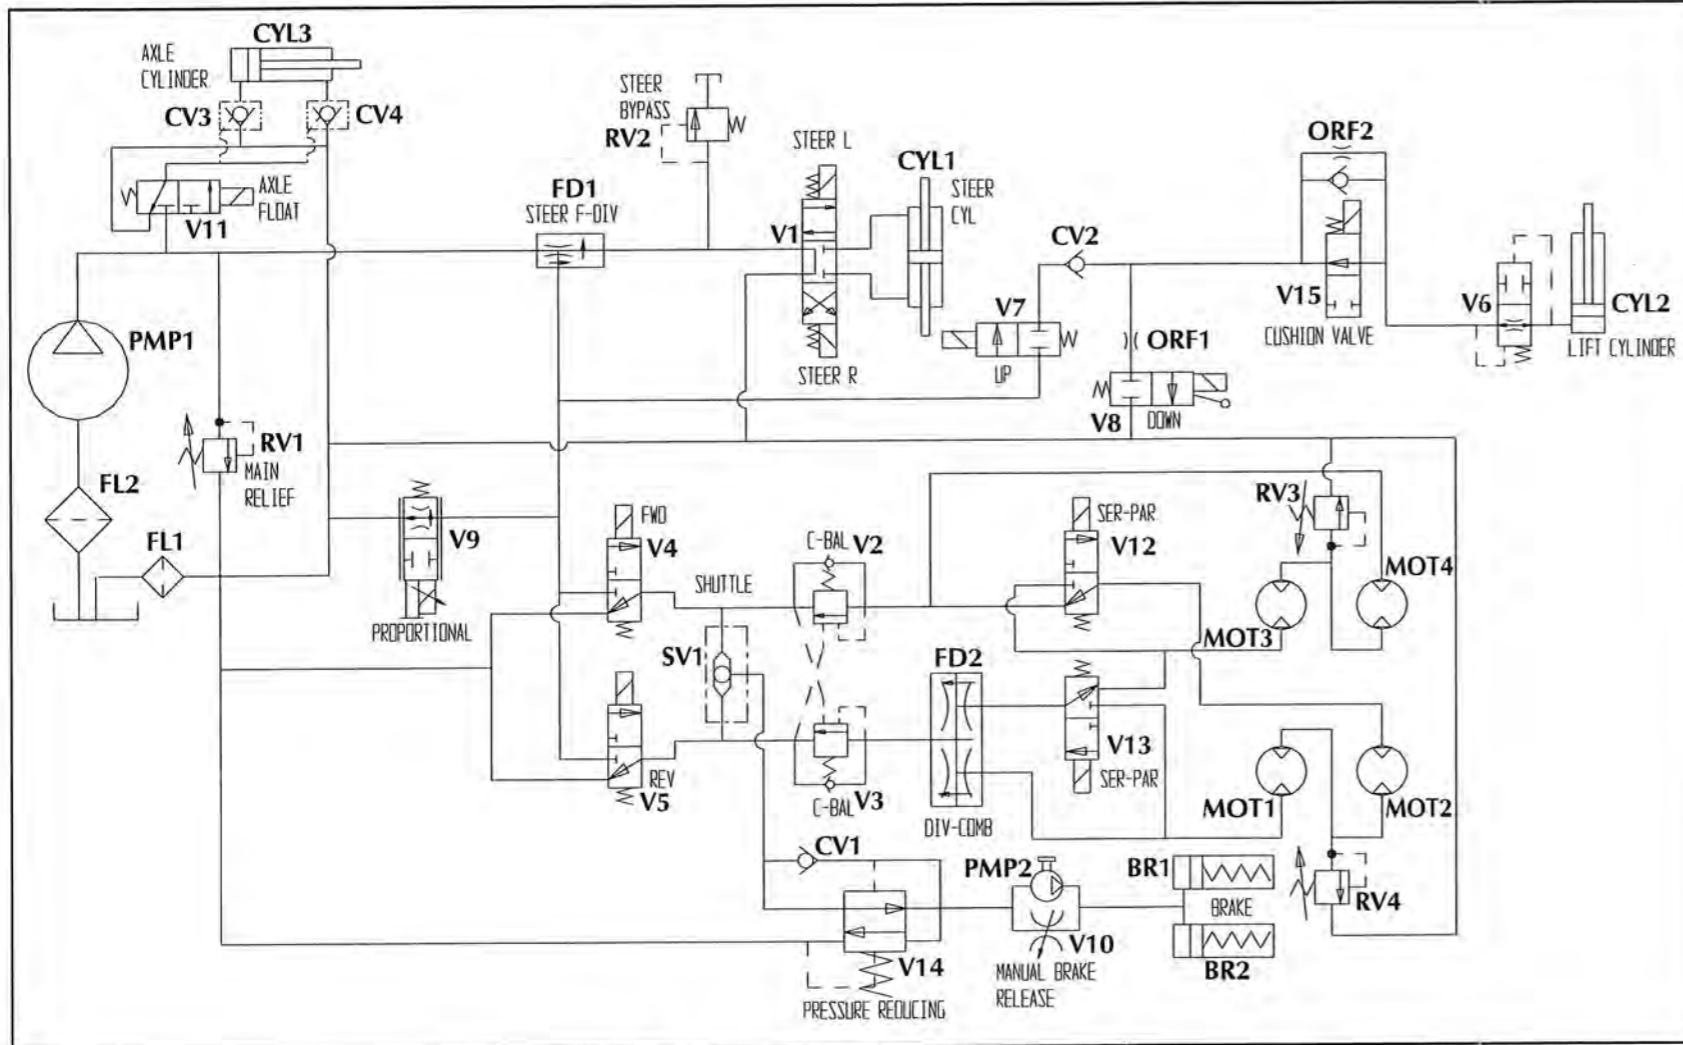 CYL3
AXLE
CYLINDER
CV3
CV4
AXLE
FLOAT
V11
STEER
BYPASS
RV2
FD1
STEER F-DIV
STEER L
V1
STEER R
CYL1
STEER
CYL
CV2
V7
UP
ORF1
V8
DOWN
ORF2
V15
CUSHION VALVE
V6
CYL2
LIFT CYLINDER
PMP1
RV1
MAIN
RELIEF
FL2
FL1
V9
PROPORTIONAL
FWD
V4
SHUTTLE
SV1
REV
V5
C-BAL
V2
C-BAL
V3
FD2
DIV-COMB
SER-PAR
V12
V13
SER-PAR
RV3
MOT3
MOT4
MOT1
MOT2
RV4
CV1
V14
PRESSURE REDUCING
PMP2
V10
MANUAL BRAKE
RELEASE
BR1
BRAKE
BR2